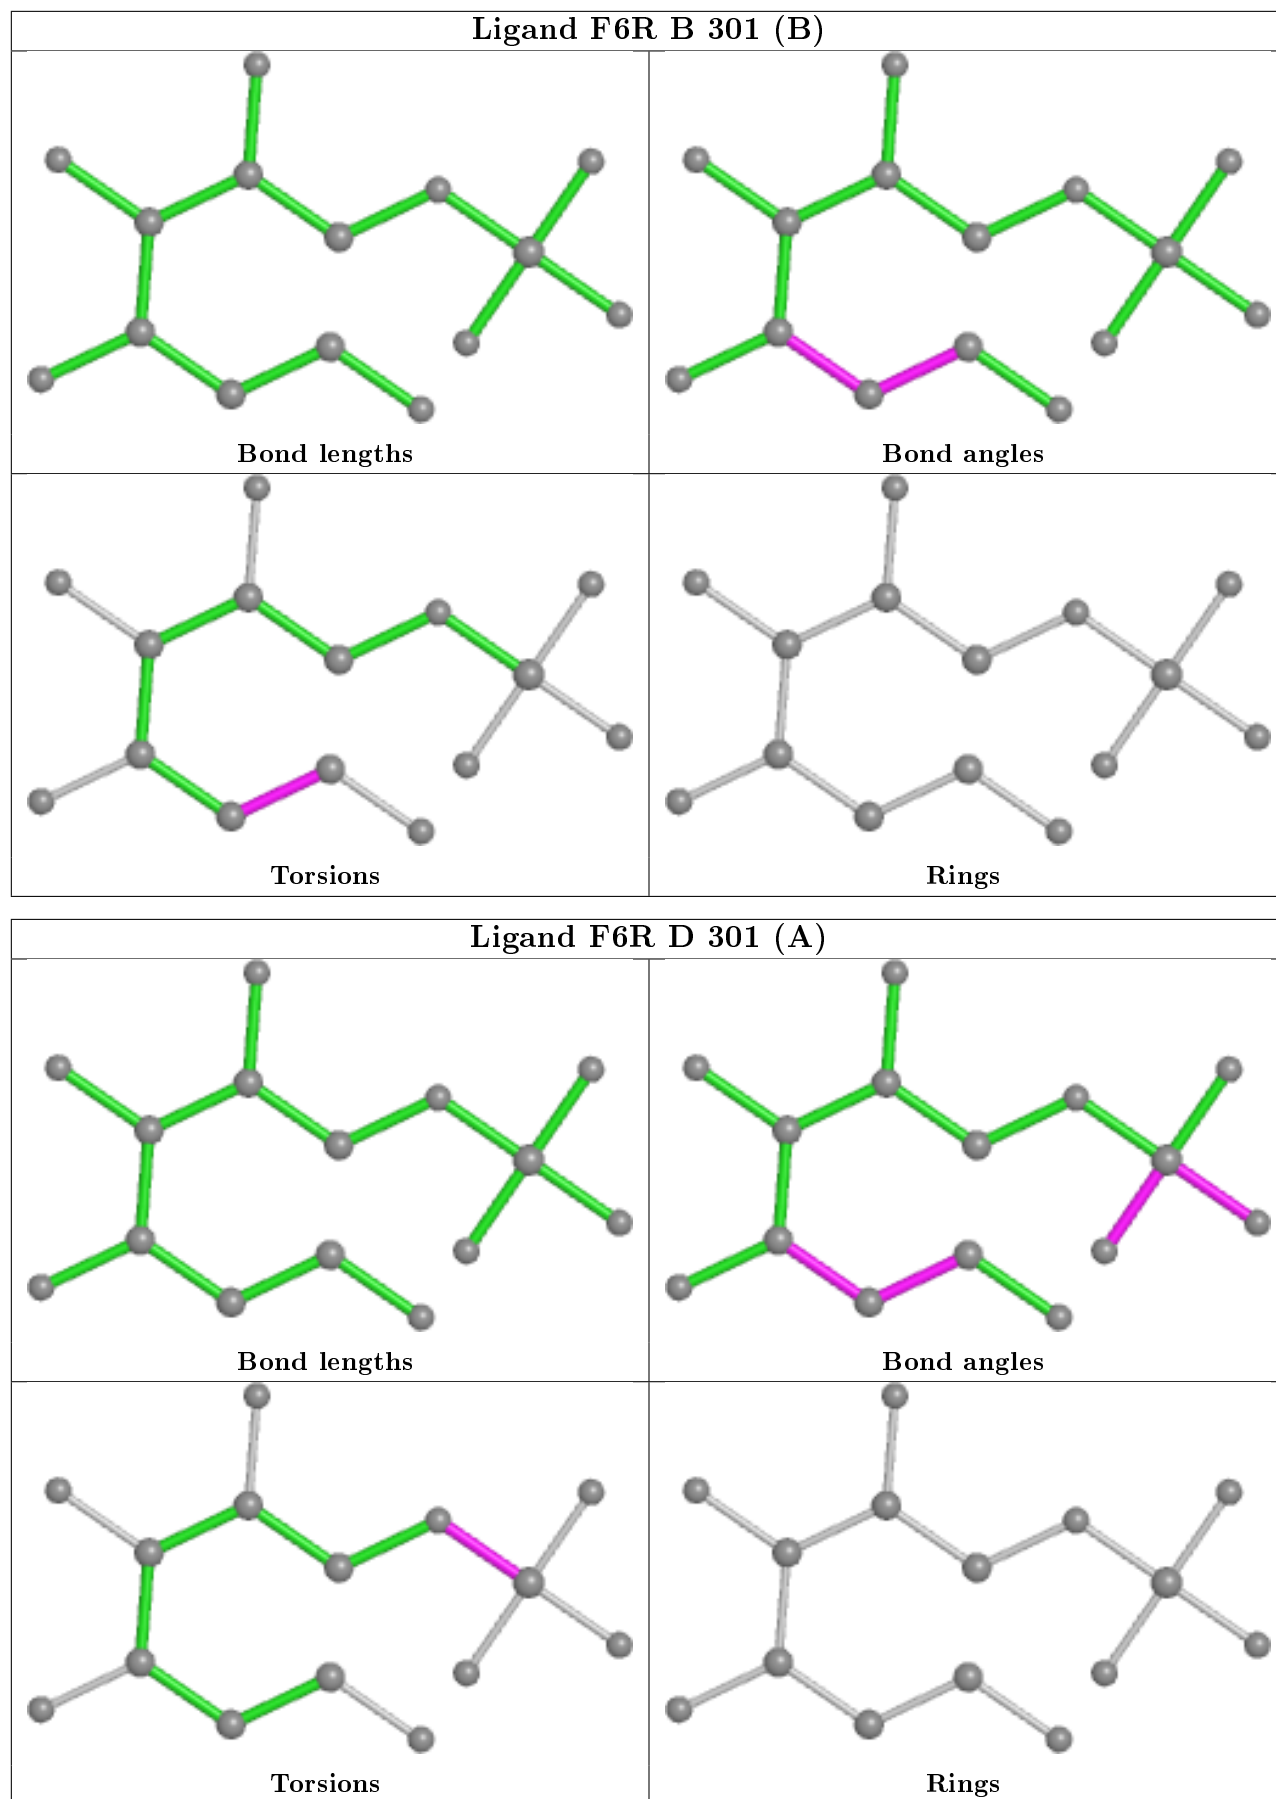 Ligand F6R B 301 (B)
Bond lengths
Bond angles
Torsions
Rings
Ligand F6R D 301 (A)
Bond lengths
Bond angles
Torsions
Rings